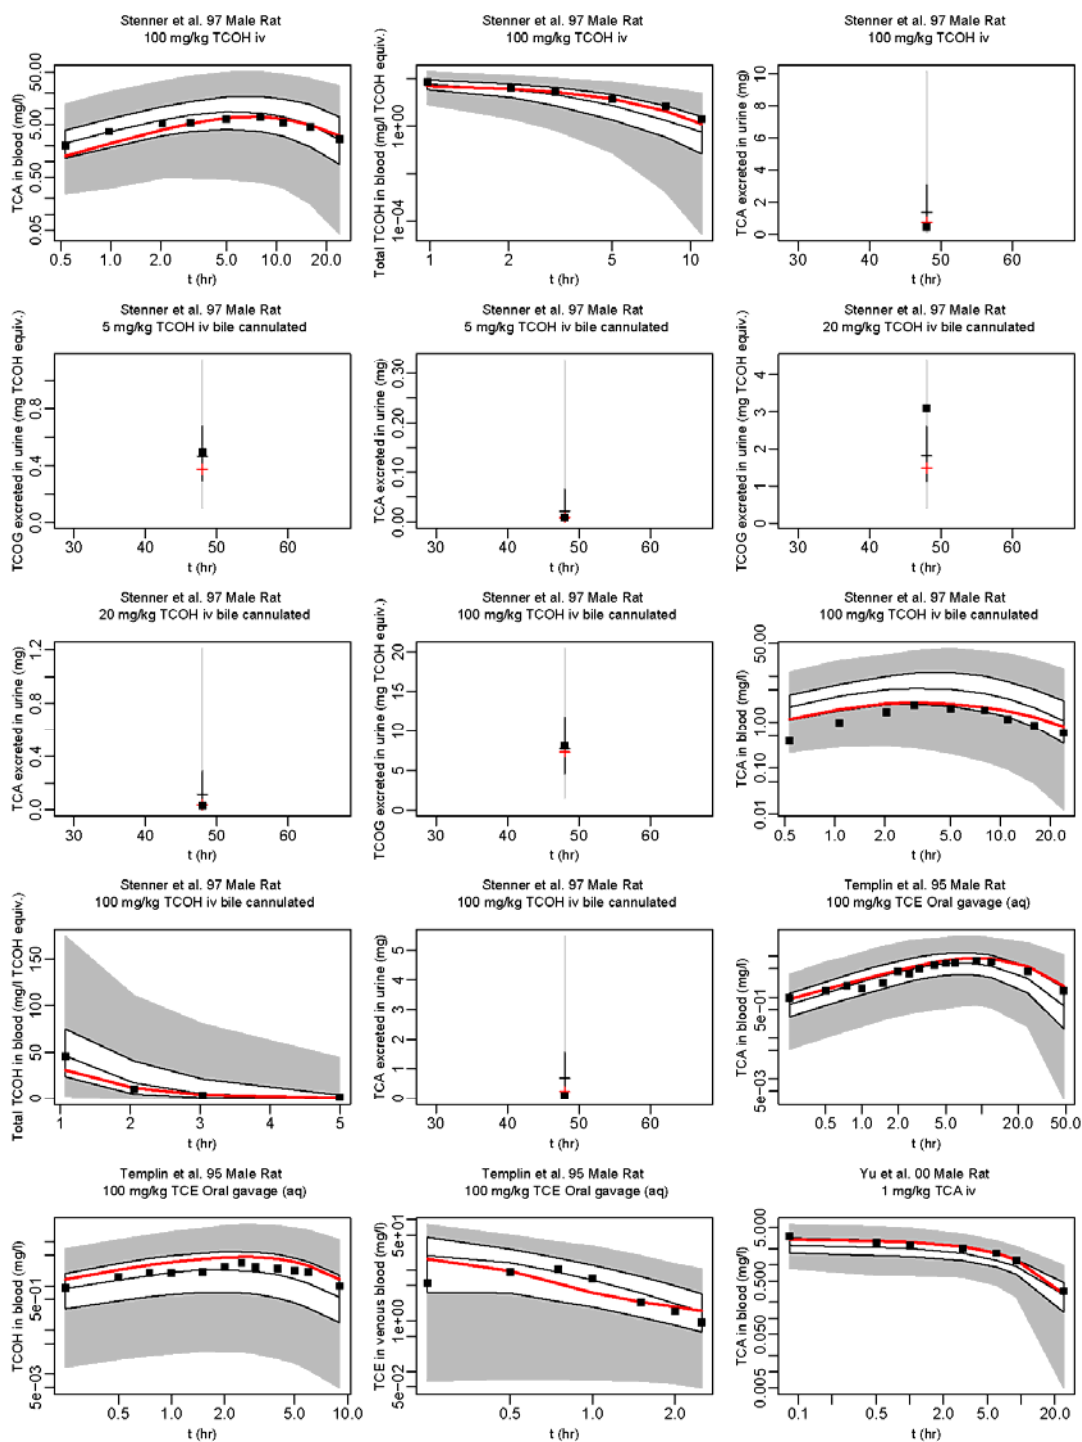 Stenner et al. 97 Male Rat
100 mg/kg TCOH iv
TCA in blood (mg/l)
50.00
5.00
0.50
0.05
0.5 1.0 2.0 5.0 10.0 20.0
t (hr)
Stenner et al. 97 Male Rat
100 mg/kg TCOH iv
Total TCOH in blood (mg/l TCOH equiv.)
1e+00
1e-04
1 2 5 10
t (hr)
Stenner et al. 97 Male Rat
100 mg/kg TCOH iv
TCA excreted in urine (mg)
10
8
6
4
2
0
30 40 50 60
t (hr)
Stenner et al. 97 Male Rat
5 mg/kg TCOH iv bile cannulated
TCOG excreted in urine (mg TCOH equiv.)
0.8
0.4
0.0
30 40 50 60
t (hr)
Stenner et al. 97 Male Rat
5 mg/kg TCOH iv bile cannulated
TCA excreted in urine (mg)
0.30
0.20
0.10
0.00
30 40 50 60
t (hr)
Stenner et al. 97 Male Rat
20 mg/kg TCOH iv bile cannulated
TCOG excreted in urine (mg TCOH equiv.)
4
3
2
1
0
30 40 50 60
t (hr)
Stenner et al. 97 Male Rat
20 mg/kg TCOH iv bile cannulated
TCA excreted in urine (mg)
1.2
0.8
0.4
0.0
30 40 50 60
t (hr)
Stenner et al. 97 Male Rat
100 mg/kg TCOH iv bile cannulated
TCOG excreted in urine (mg TCOH equiv.)
20
15
10
5
0
30 40 50 60
t (hr)
Stenner et al. 97 Male Rat
100 mg/kg TCOH iv bile cannulated
TCA in blood (mg/l)
50.00
1.00
0.10
0.01
0.5 1.0 2.0 5.0 10.0 20.0
t (hr)
Stenner et al. 97 Male Rat
100 mg/kg TCOH iv bile cannulated
Total TCOH in blood (mg/l TCOH equiv.)
150
100
50
0
1 2 3 4 5
t (hr)
Stenner et al. 97 Male Rat
100 mg/kg TCOH iv bile cannulated
TCA excreted in urine (mg)
5
4
3
2
1
0
30 40 50 60
t (hr)
Templin et al. 95 Male Rat
100 mg/kg TCE Oral gavage (aq)
TCA in blood (mg/l)
5e-01
5e-03
0.5 1.0 2.0 5.0 20.0 50.0
t (hr)
Templin et al. 95 Male Rat
100 mg/kg TCE Oral gavage (aq)
TCOH in blood (mg/l)
5e-01
5e-03
0.5 1.0 2.0 5.0 10.0
t (hr)
Templin et al. 95 Male Rat
100 mg/kg TCE Oral gavage (aq)
TCE in venous blood (mg/l)
5e+01
1e+00
5e-02
0.5 1.0 2.0
t (hr)
Yu et al. 00 Male Rat
1 mg/kg TCA iv
TCA in blood (mg/l)
5.000
0.500
0.050
0.005
0.1 0.5 2.0 5.0 20.0
t (hr)